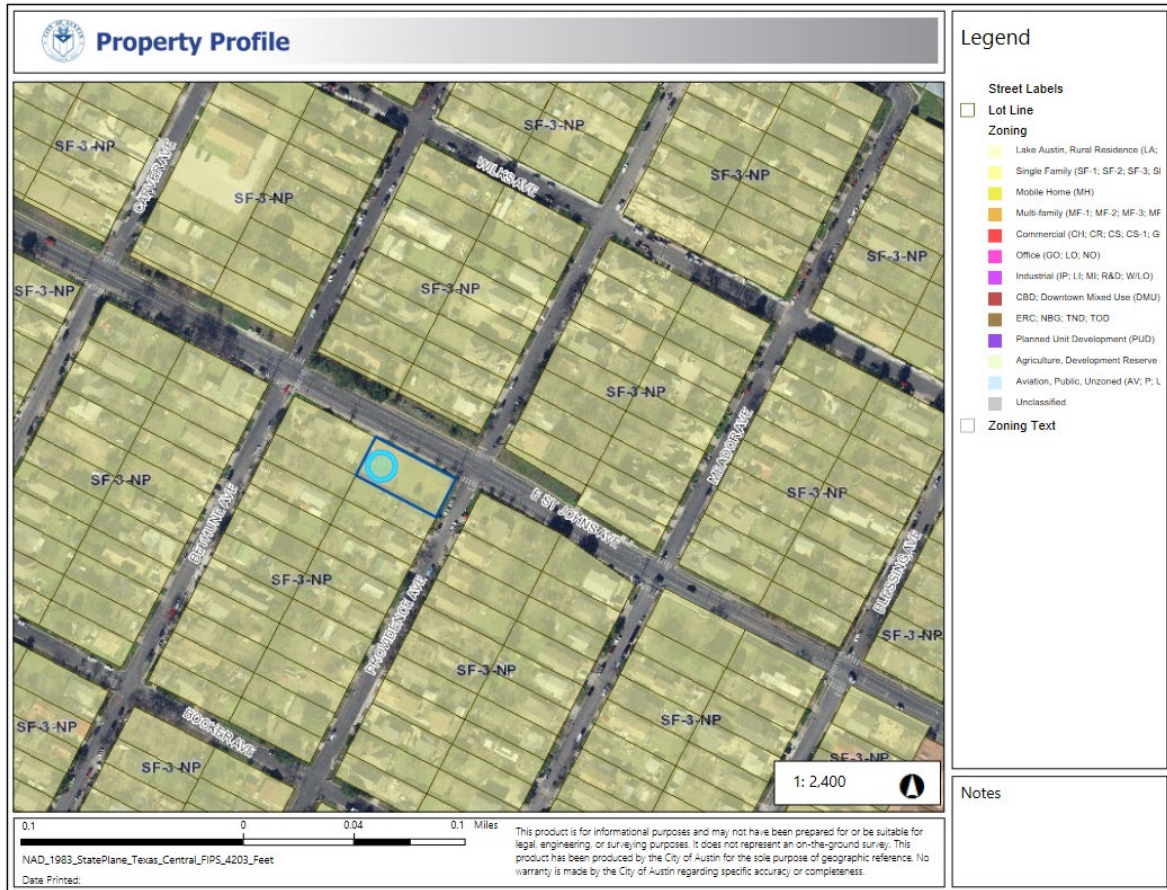 CITY OF AUSTIN
Property Profile
SF-3-NP
CARVER AVE
SF-3-NP
SF-3-NP
WILKS AVE
SF-3-NP
SF-3-NP
SF-3-NP
SF-3-NP
SF-3-NP
SF-3-NP
MEADOR AVE
SF-3-NP
BETHUNE AVE
E ST JOHNS AVE
SF-3-NP
BLESSING AVE
SF-3-NP
PROVIDENCE AVE
SF-3-NP
SF-3-NP
SF-3-NP
BOOKER AVE
SF-3-NP
SF-3-NP
SF-3-NP
1: 2,400
Legend
Street Labels
Lot Line
Zoning
Lake Austin, Rural Residence (LA;
Single Family (SF-1; SF-2; SF-3; SI
Mobile Home (MH)
Multi-family (MF-1; MF-2; MF-3; MF
Commercial (CH; CR; CS; CS-1; G
Office (GO; LO; NO)
Industrial (IP; LI; MI; R&D; W/LO)
CBD; Downtown Mixed Use (DMU)
ERC; NBG; TND; TOD
Planned Unit Development (PUD)
Agriculture, Development Reserve
Aviation, Public, Unzoned (AV; P; U
Unclassified
Zoning Text
Notes
0.1 0 0.04 0.1 Miles
NAD_1983_StatePlane_Texas_Central_FIPS_4203_Feet
Date Printed:
This product is for informational purposes and may not have been prepared for or be suitable for
legal, engineering, or surveying purposes. It does not represent an on-the-ground survey. This
product has been produced by the City of Austin for the sole purpose of geographic reference. No
warranty is made by the City of Austin regarding specific accuracy or completeness.